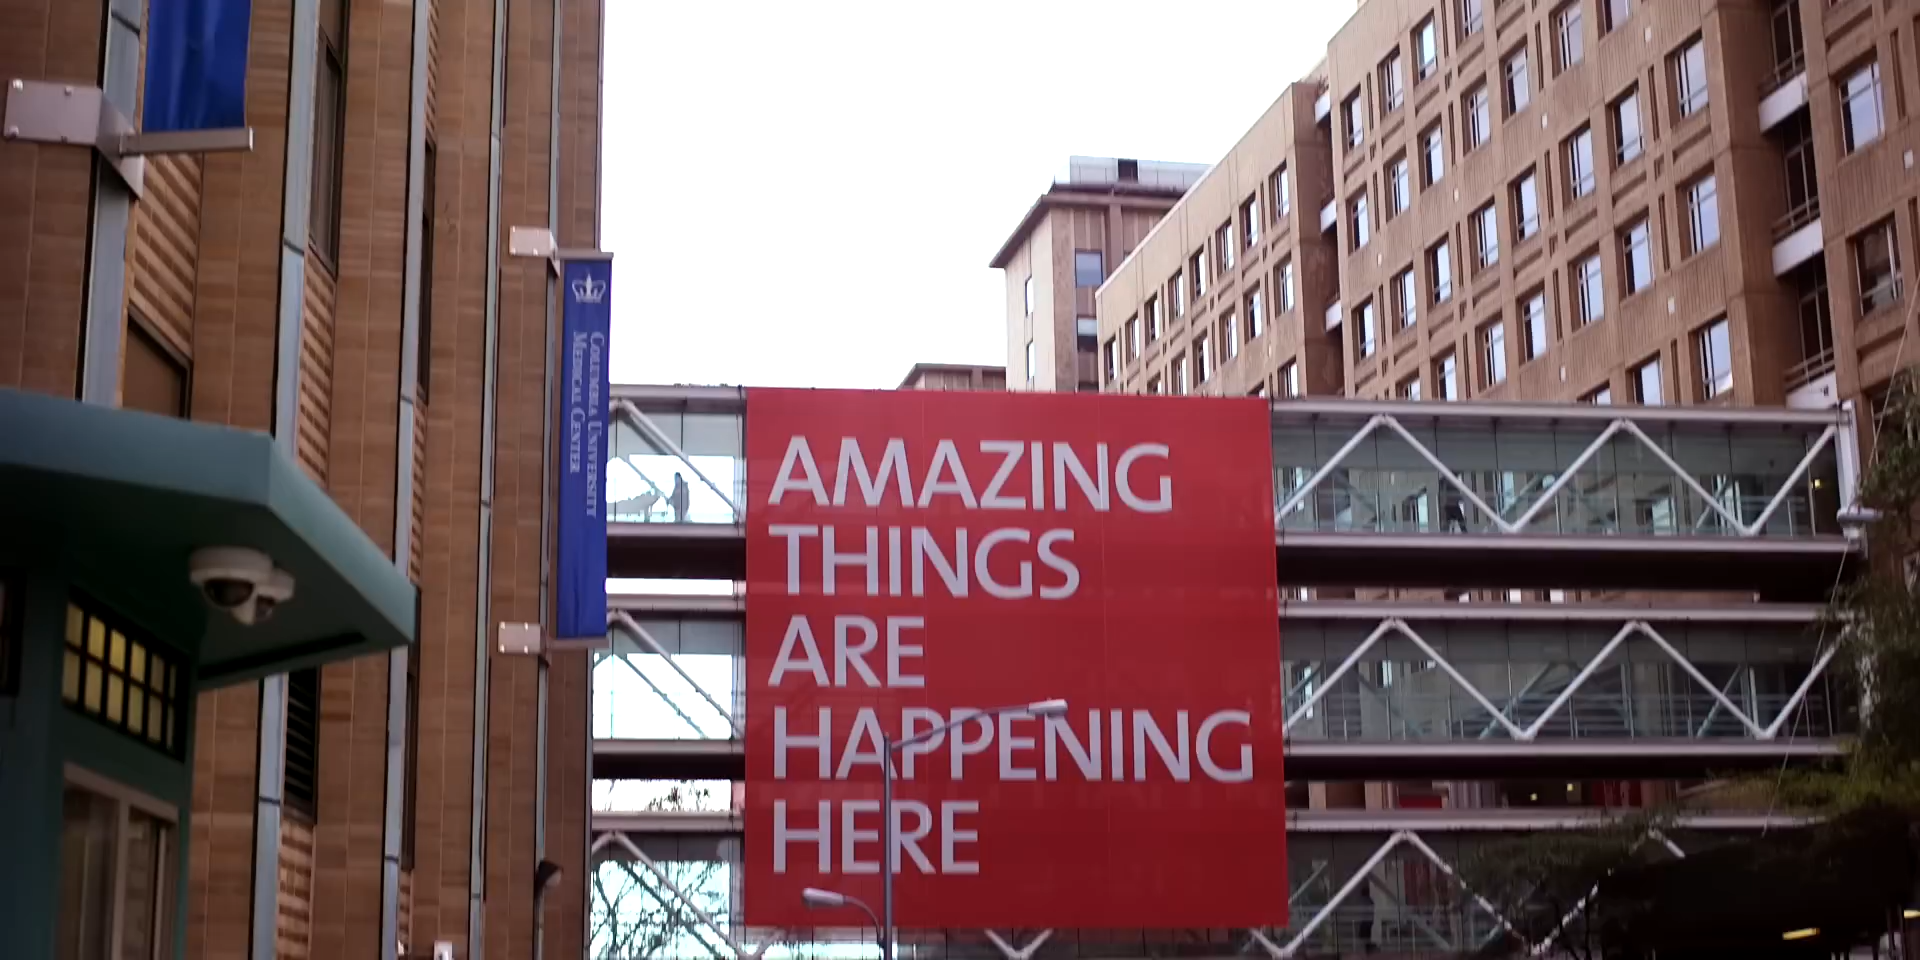 COLUMBIA UNIVERSITY
MEDICAL CENTER
AMAZING
THINGS
ARE
HAPPENING
HERE